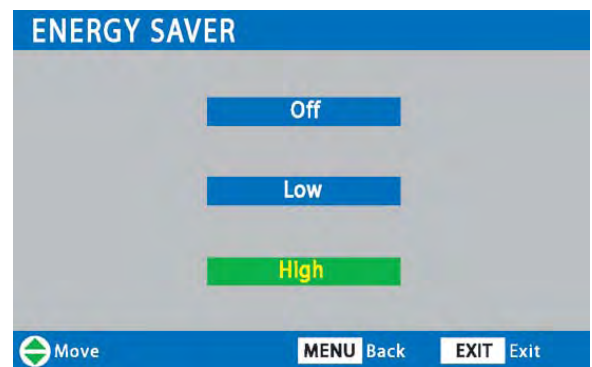 ENERGY SAVER
Off
Low
High
Move MENU Back EXIT Exit